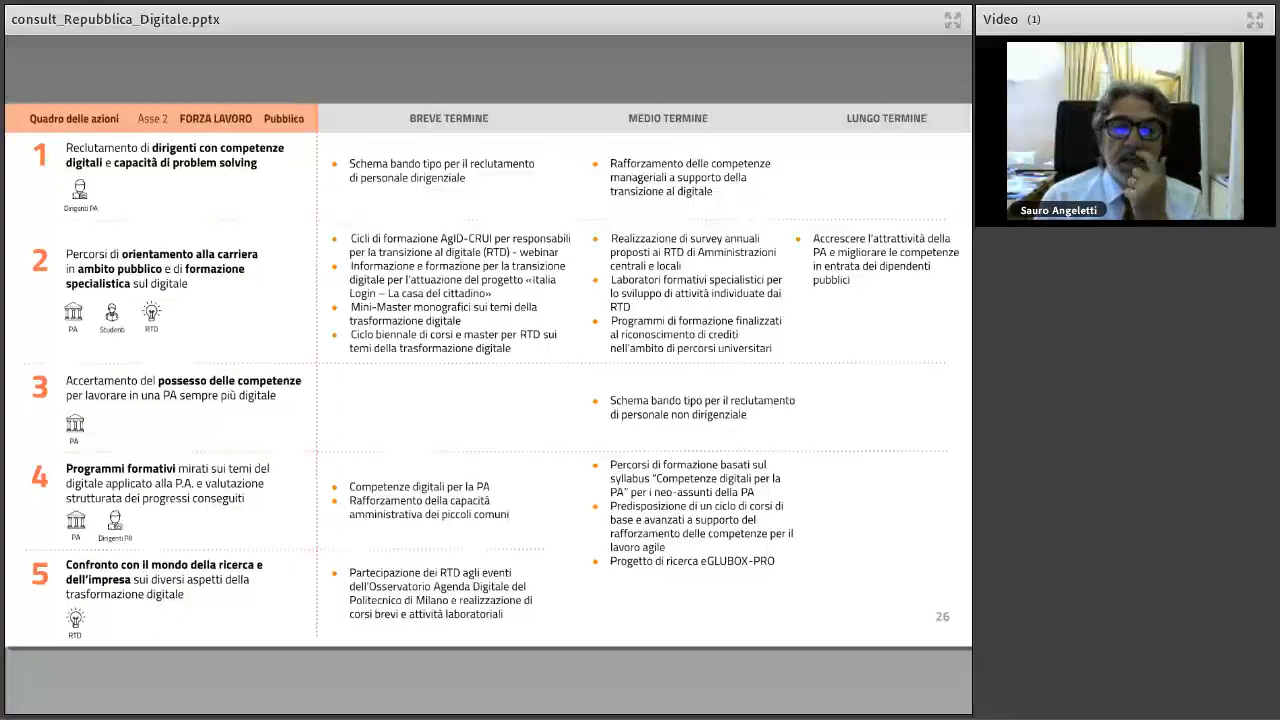 consult_Repubblica_Digitale.pptx
Video (1)
Sauro Angeletti
Quadro delle azioni Asse 2 FORZA LAVORO Pubblico
BREVE TERMINE
MEDIO TERMINE
LUNGO TERMINE
1
Reclutamento di dirigenti con competenze
digitali e capacità di problem solving
Dirigenti PA
Schema bando tipo per il reclutamento
di personale dirigenziale
Rafforzamento delle competenze
manageriali a supporto della
transizione al digitale
2
Percorsi di orientamento alla carriera
in ambito pubblico e di formazione
specialistica sul digitale
PA Studenti RTD
Cicli di formazione AgID-CRUI per responsabili
per la transizione al digitale (RTD) - webinar
Informazione e formazione per la transizione
digitale per l'attuazione del progetto «Italia
Login – La casa del cittadino»
Mini-Master monografici sui temi della
trasformazione digitale
Ciclo biennale di corsi e master per RTD sui
temi della trasformazione digitale
Realizzazione di survey annuali
proposti ai RTD di Amministrazioni
centrali e locali
Laboratori formativi specialistici per
lo sviluppo di attività individuate dai
RTD
Programmi di formazione finalizzati
al riconoscimento di crediti
nell'ambito di percorsi universitari
Accrescere l'attrattività della
PA e migliorare le competenze
in entrata dei dipendenti
pubblici
3
Accertamento del possesso delle competenze
per lavorare in una PA sempre più digitale
PA
Schema bando tipo per il reclutamento
di personale non dirigenziale
4
Programmi formativi mirati sui temi del
digitale applicato alla P.A. e valutazione
strutturata dei progressi conseguiti
PA Dirigenti PA
Competenze digitali per la PA
Rafforzamento della capacità
amministrativa dei piccoli comuni
Percorsi di formazione basati sul
syllabus "Competenze digitali per la
PA" per i neo-assunti della PA
Predisposizione di un ciclo di corsi di
base e avanzati a supporto del
rafforzamento delle competenze per il
lavoro agile
Progetto di ricerca eGLUBOX-PRO
5
Confronto con il mondo della ricerca e
dell'impresa sui diversi aspetti della
trasformazione digitale
RTD
Partecipazione dei RTD agli eventi
dell'Osservatorio Agenda Digitale del
Politecnico di Milano e realizzazione di
corsi brevi e attività laboratoriali
26